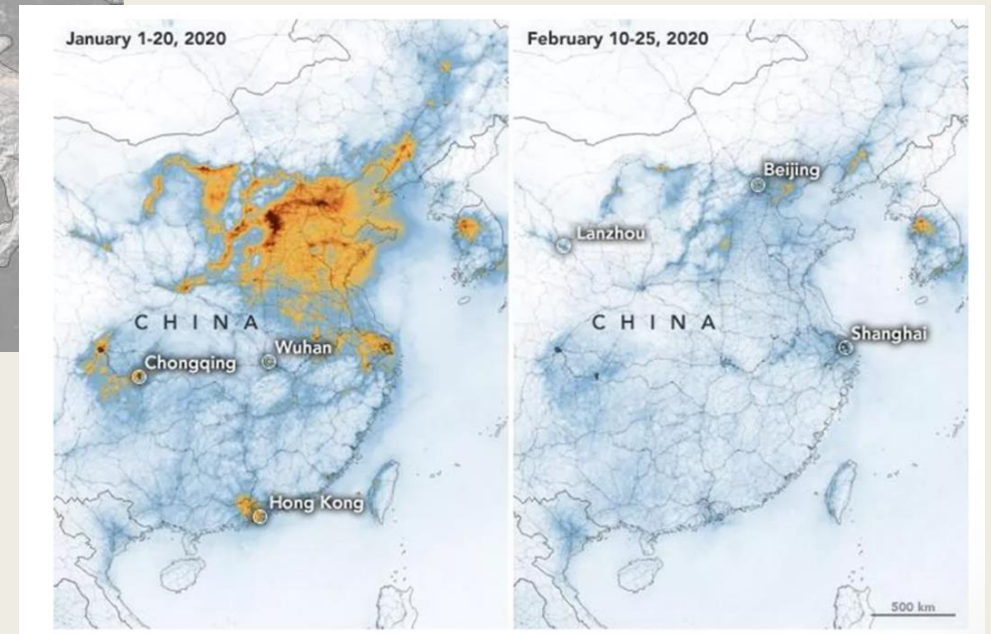 January 1-20, 2020
CHINA
Wuhan
Chongqing
Hong Kong
February 10-25, 2020
Beijing
Lanzhou
CHINA
Shanghai
500 km